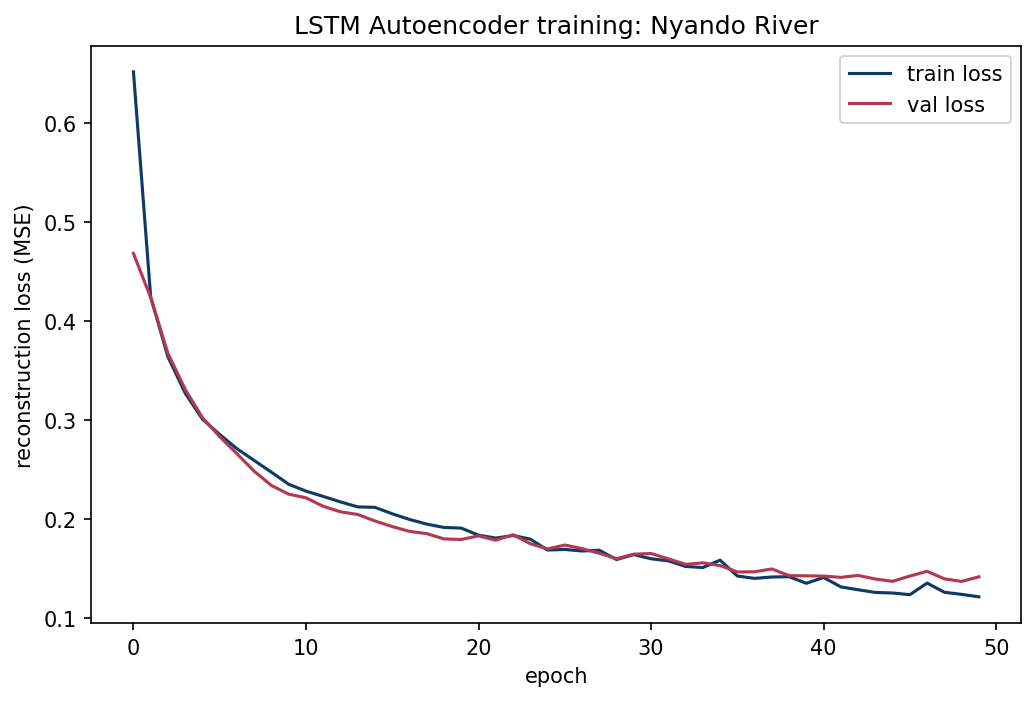 LSTM Autoencoder training: Nyando River
train loss
val loss
reconstruction loss (MSE)
0.6
0.5
0.4
0.3
0.2
0.1
0 10 20 30 40 50
epoch